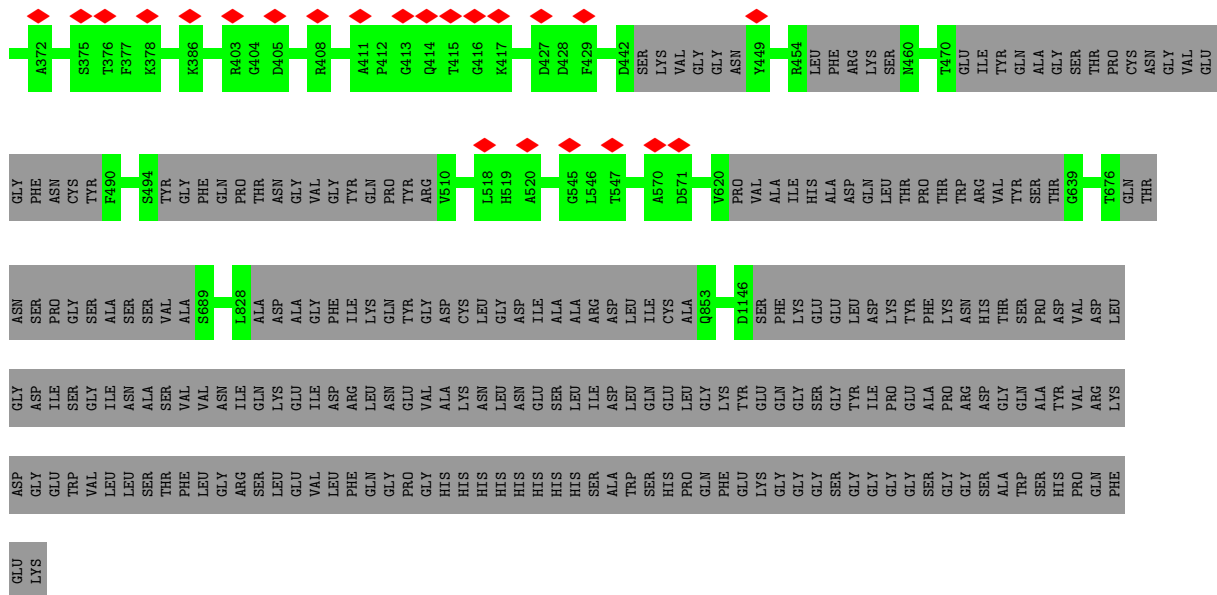 A372 S375 T376 F377 K378 K386 R403 G404 D405 R408 A411 P412 G413 Q414 T415 G416 K417 D427 D428 F429 D442 SER LYS VAL GLY GLY ASN Y449 R454 LEU PHE ARG LYS SER N460 T470 GLU ILE TYR GLN ALA GLY SER THR PRO CYS ASN GLY VAL GLU
GLY PHE ASN CYS TYR F490 S494 TYR GLY PHE GLN PRO THR ASN GLY VAL GLY TYR GLN PRO TYR ARG V510 L518 H519 A520 G545 L546 T547 A570 D571 V620 PRO VAL ALA ILE HIS ALA ASP GLN LEU THR PRO THR TRP ARG VAL TYR SER THR G639 T676 GLN THR
ASN SER PRO GLY SER ALA SER SER VAL ALA S689 L828 ALA ASP ALA GLY PHE ILE LYS GLN TYR GLY ASP CYS LEU GLY ASP ILE ALA ALA ARG ASP LEU ILE CYS ALA Q853 D1146 SER PHE LYS GLU GLU LEU ASP LYS TYR PHE LYS ASN HIS THR SER PRO ASP VAL ASP LEU
GLY ASP ILE SER GLY ILE ASN ALA SER VAL VAL ASN ILE GLN LYS GLU ILE ASP ARG LEU ASN GLU VAL ALA LYS ASN LEU ASN GLU SER LEU ILE ASP LEU GLN GLU LEU GLY LYS TYR GLU GLN GLY SER GLY TYR ILE PRO GLU ALA PRO ARG ASP GLY GLN ALA TYR VAL ARG LYS
ASP GLY GLU TRP VAL LEU LEU SER THR PHE LEU GLY ARG SER LEU GLU VAL LEU PHE GLN GLY PRO GLY HIS HIS HIS HIS HIS HIS HIS HIS SER ALA TRP SER HIS PRO GLN PHE GLU LYS GLY GLY GLY SER GLY GLY GLY GLY SER GLY GLY SER ALA TRP SER HIS PRO GLN PHE
GLU LYS